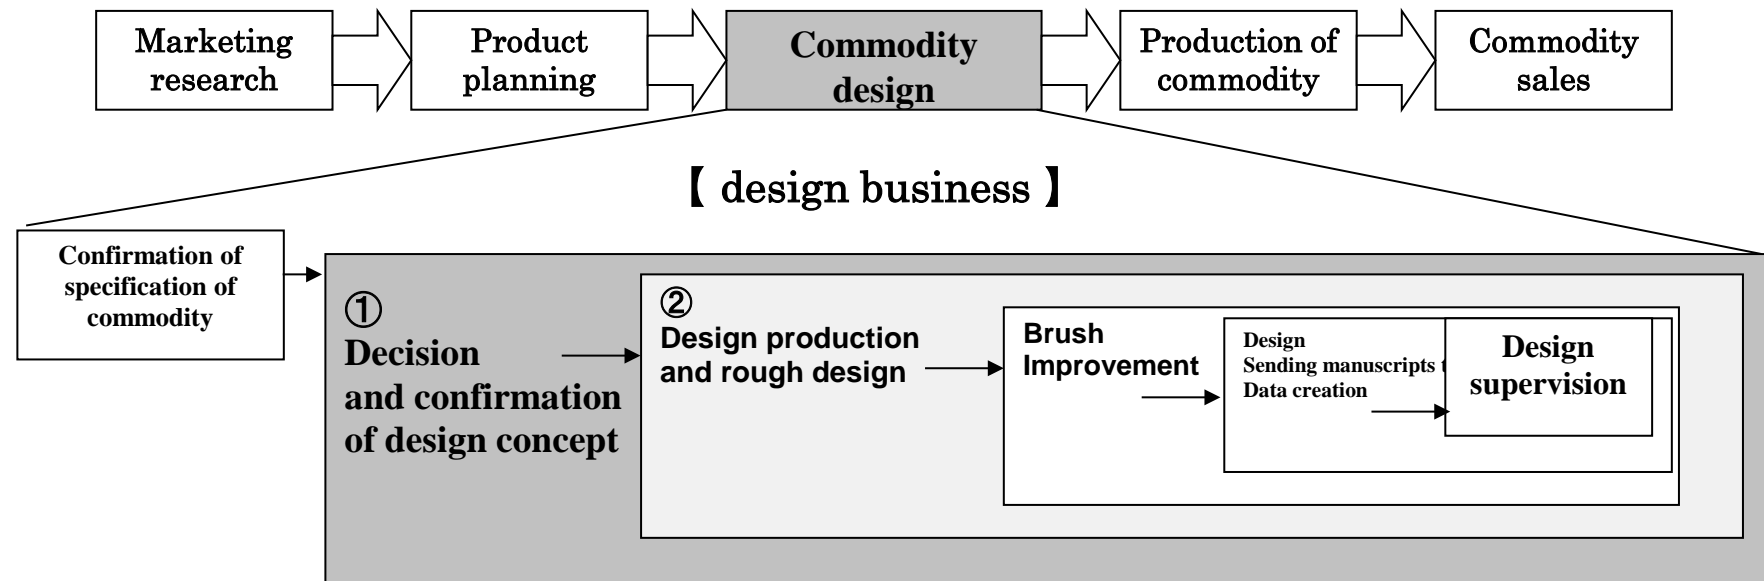 Marketing
research
Product
planning
Commodity
design
Production of
commodity
Commodity
sales
【 design business 】
Confirmation of
specification of
commodity
①
Decision
and confirmation
of design concept
②
Design production
and rough design
Brush
Improvement
Design
Sending manuscripts
Data creation
Design
supervision